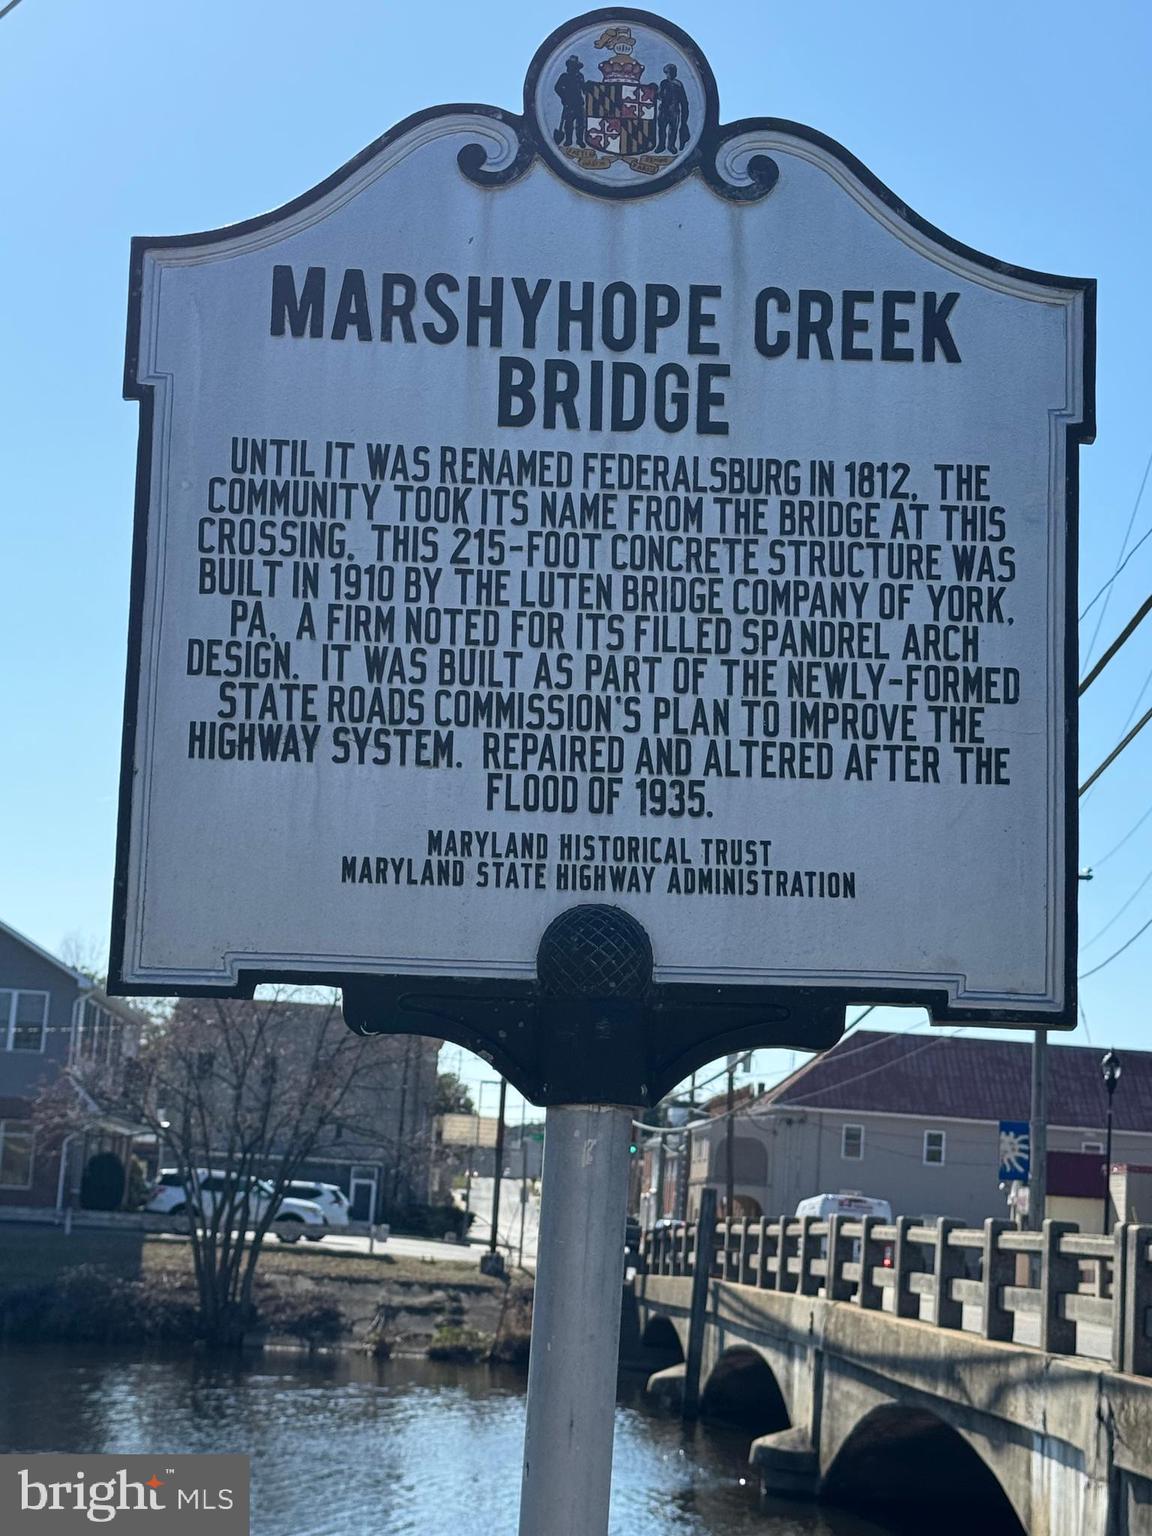 MARSHYHOPE CREEK
BRIDGE
UNTIL IT WAS RENAMED FEDERALSBURG IN 1812, THE
COMMUNITY TOOK ITS NAME FROM THE BRIDGE AT THIS
CROSSING. THIS 215-FOOT CONCRETE STRUCTURE WAS
BUILT IN 1910 BY THE LUTEN BRIDGE COMPANY OF YORK,
PA, A FIRM NOTED FOR ITS FILLED SPANDREL ARCH
DESIGN. IT WAS BUILT AS PART OF THE NEWLY-FORMED
STATE ROADS COMMISSION'S PLAN TO IMPROVE THE
HIGHWAY SYSTEM. REPAIRED AND ALTERED AFTER THE
FLOOD OF 1935.
MARYLAND HISTORICAL TRUST
MARYLAND STATE HIGHWAY ADMINISTRATION
bright™ MLS